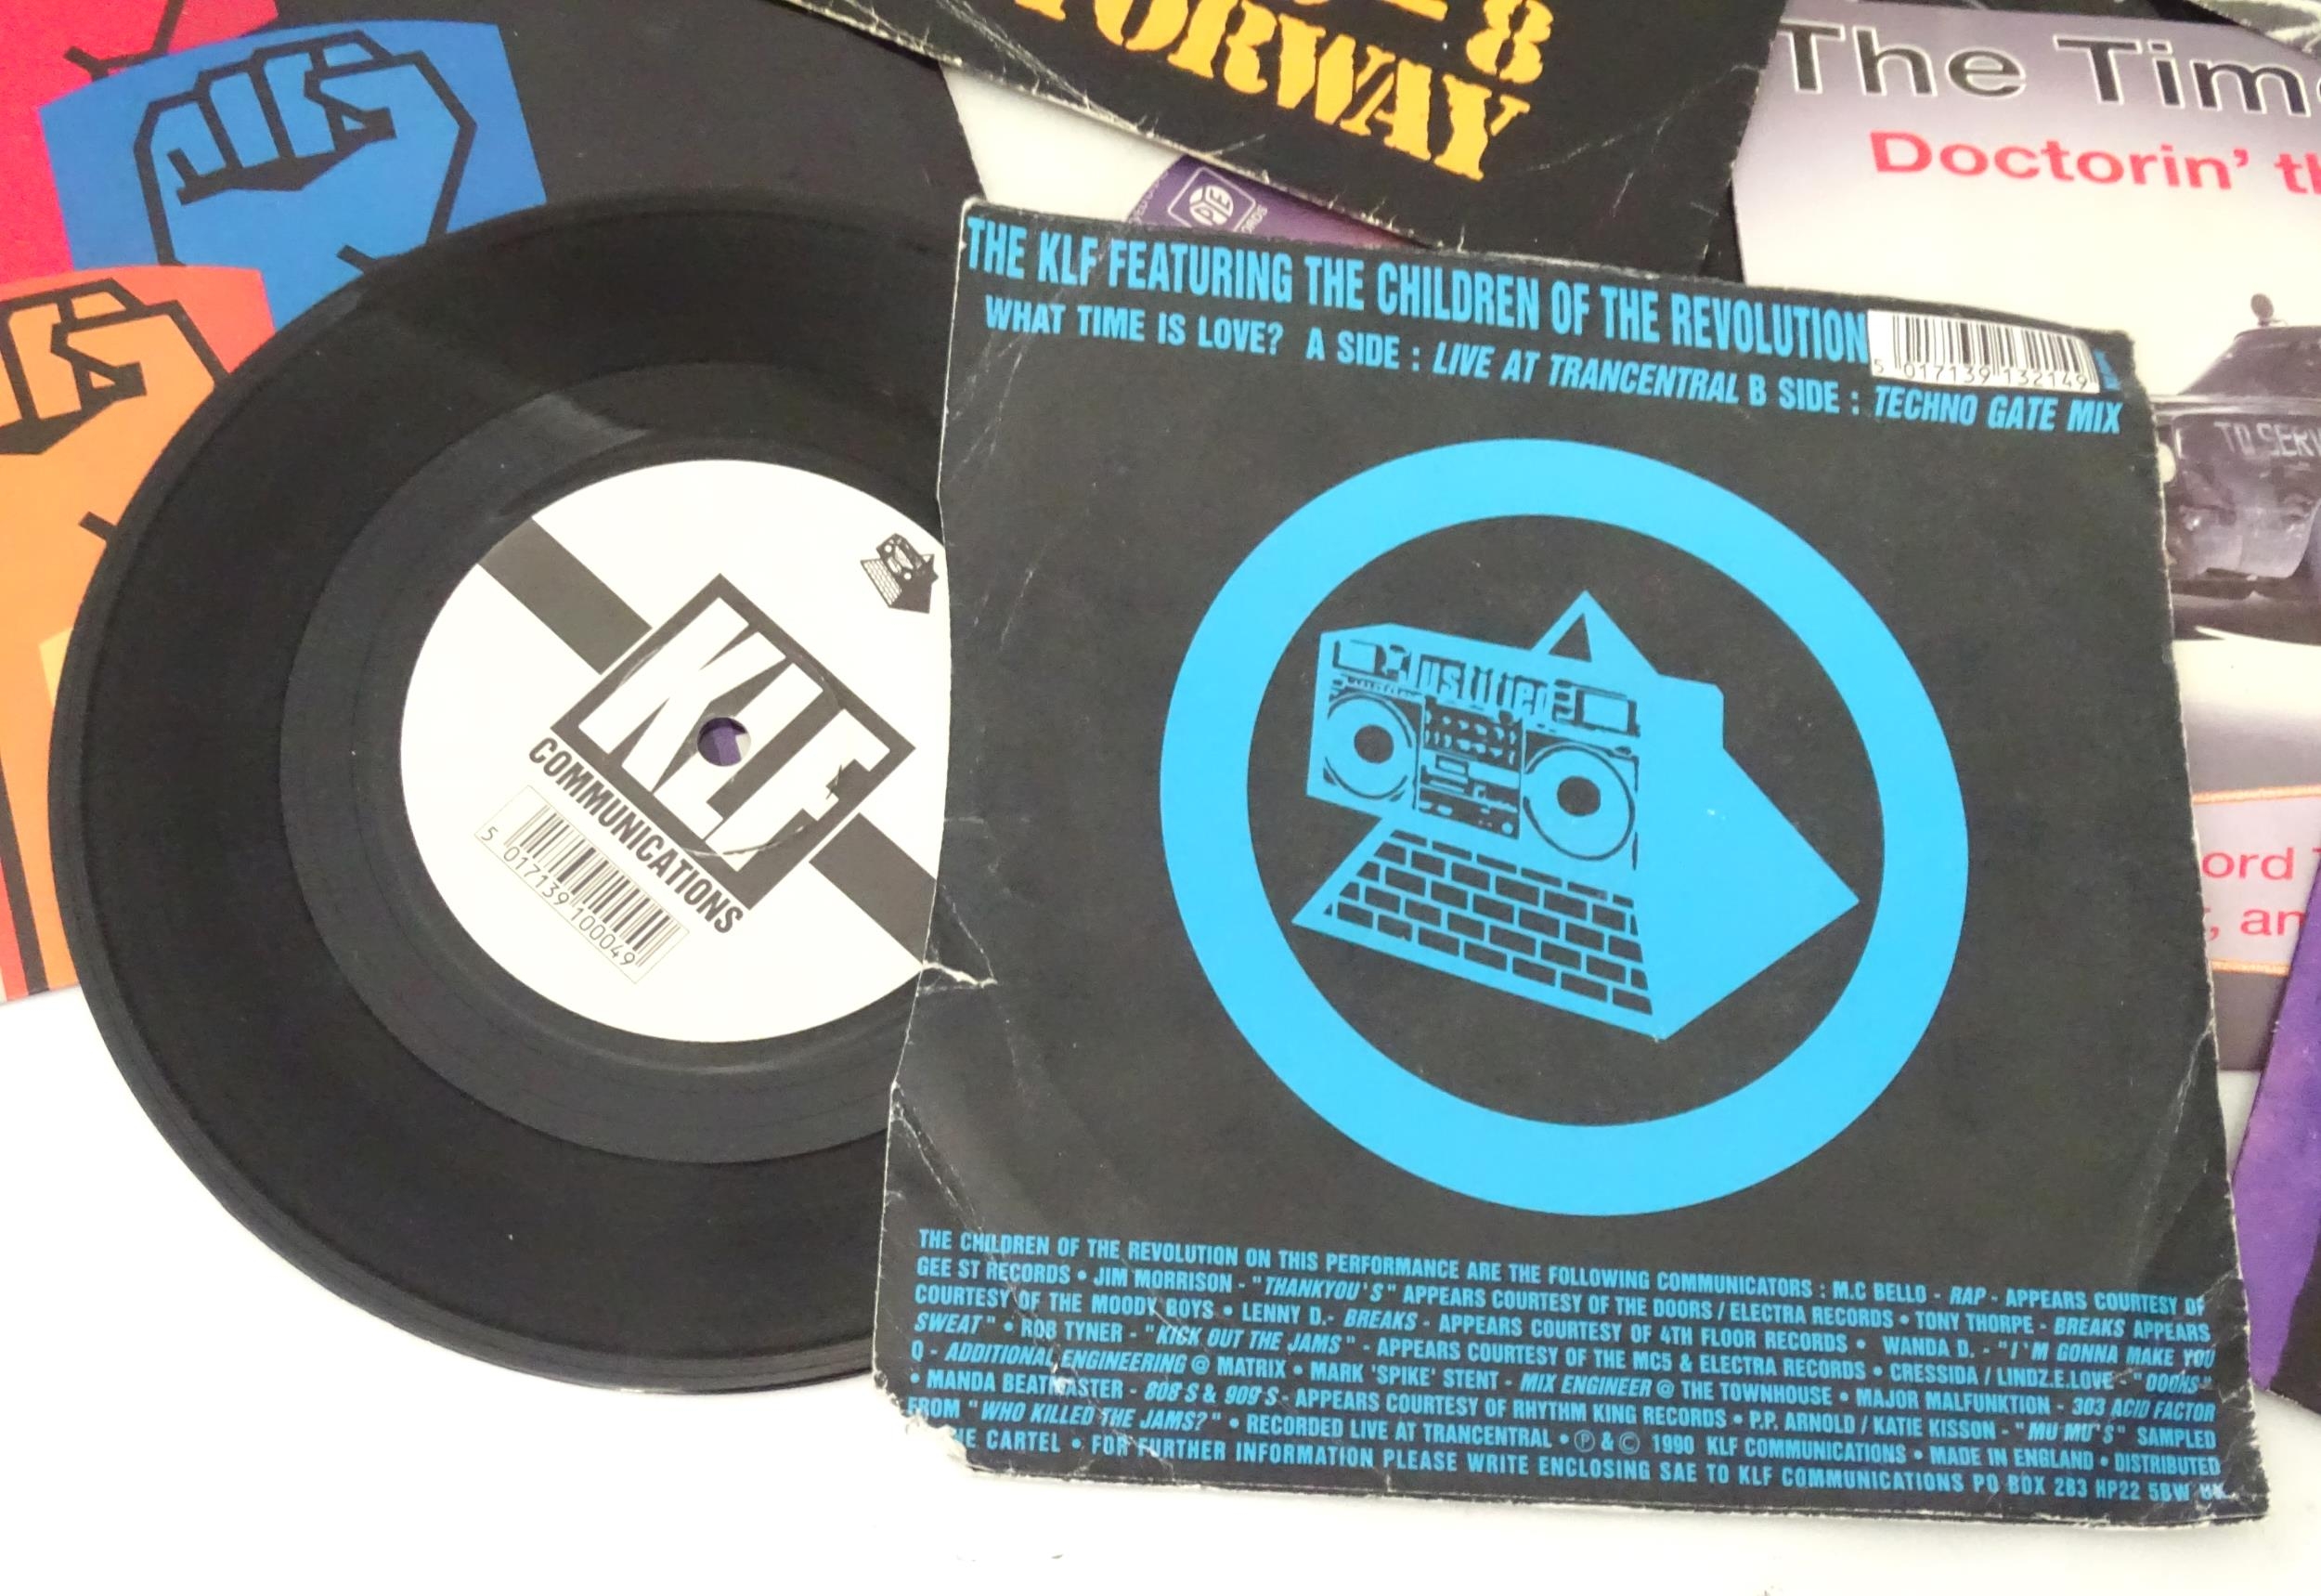 8
ORWAY
The Tim
Doctorin' th
THE KLF FEATURING THE CHILDREN OF THE REVOLUTION
WHAT TIME IS LOVE? A SIDE : LIVE AT TRANCENTRAL B SIDE : TECHNO GATE MIX
5 017139 132149
TO SERV
Justified
KLF
COMMUNICATIONS
5 017139 100049
ord
, an
THE CHILDREN OF THE REVOLUTION ON THIS PERFORMANCE ARE THE FOLLOWING COMMUNICATORS : M.C BELLO - RAP - APPEARS COURTESY OF
GEE ST RECORDS • JIM MORRISON - "THANKYOU'S" APPEARS COURTESY OF THE DOORS / ELECTRA RECORDS • TONY THORPE - BREAKS APPEARS
COURTESY OF THE MOODY BOYS • LENNY D.- BREAKS - APPEARS COURTESY OF 4TH FLOOR RECORDS • WANDA D. - "I'M GONNA MAKE YOU
SWEAT" • ROB TYNER - "KICK OUT THE JAMS" - APPEARS COURTESY OF THE MC5 & ELECTRA RECORDS • CRESSIDA / LINDZ.E.LOVE - "OOOHS"
Q - ADDITIONAL ENGINEERING @ MATRIX • MARK 'SPIKE' STENT - MIX ENGINEER @ THE TOWNHOUSE • MAJOR MALFUNKTION - 303 ACID FACTOR
• MANDA BEATMASTER - 808'S & 909'S - APPEARS COURTESY OF RHYTHM KING RECORDS • P.P. ARNOLD / KATIE KISSON - "MU MU'S" SAMPLED
FROM "WHO KILLED THE JAMS?" • RECORDED LIVE AT TRANCENTRAL • ℗ & © 1990 KLF COMMUNICATIONS • MADE IN ENGLAND • DISTRIBUTED
THE CARTEL • FOR FURTHER INFORMATION PLEASE WRITE ENCLOSING SAE TO KLF COMMUNICATIONS PO BOX 283 HP22 5BW UK.